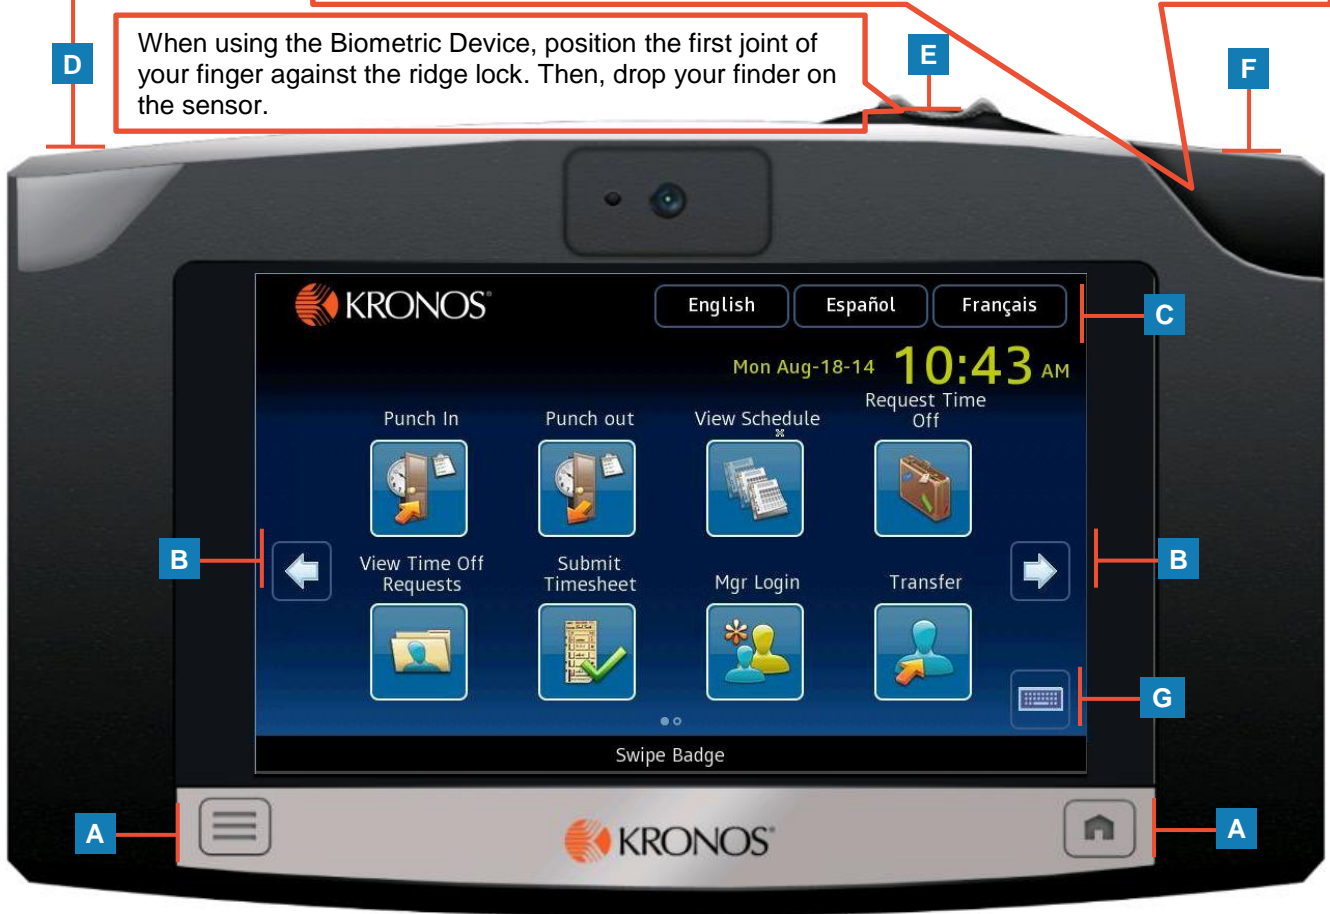 When using the Biometric Device, position the first joint of
your finger against the ridge lock. Then, drop your finder on
the sensor.
D
E
F
KRONOS®
English
Español
Français
C
Mon Aug-18-14 10:43 AM
Punch In
Punch out
View Schedule
Request Time
Off
B
B
View Time Off
Requests
Submit
Timesheet
Mgr Login
Transfer
G
Swipe Badge
A
KRONOS®
A